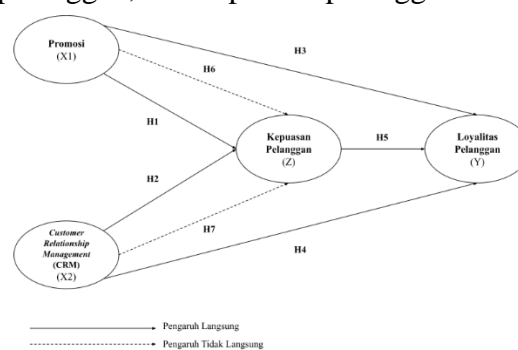 Promosi
(X1)
H3
H6
H1
Kepuasan
Pelanggan
(Z)
H5
Loyalitas
Pelanggan
(Y)
H2
Customer
Relationship
Management
(CRM)
(X2)
H7
H4
Pengaruh Langsung
Pengaruh Tidak Langsung